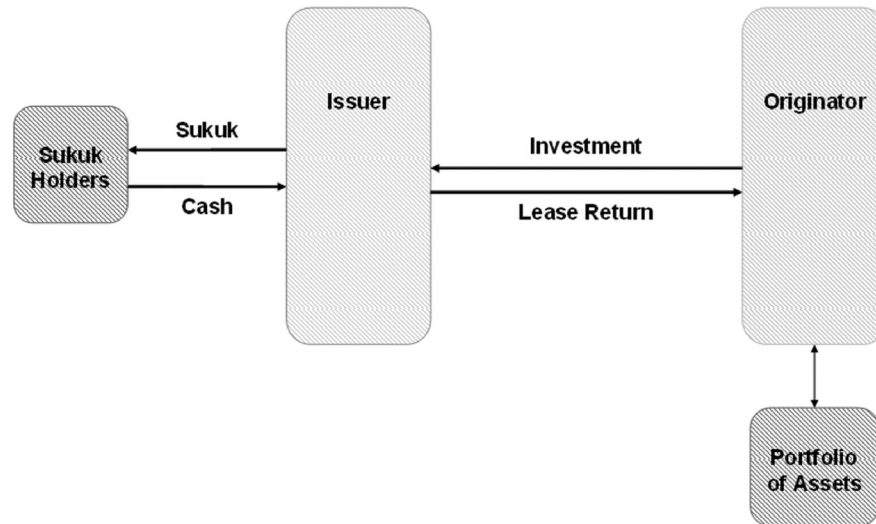 Issuer
Originator
Sukuk
Sukuk
Holders
Investment
Cash
Lease Return
Portfolio
of Assets